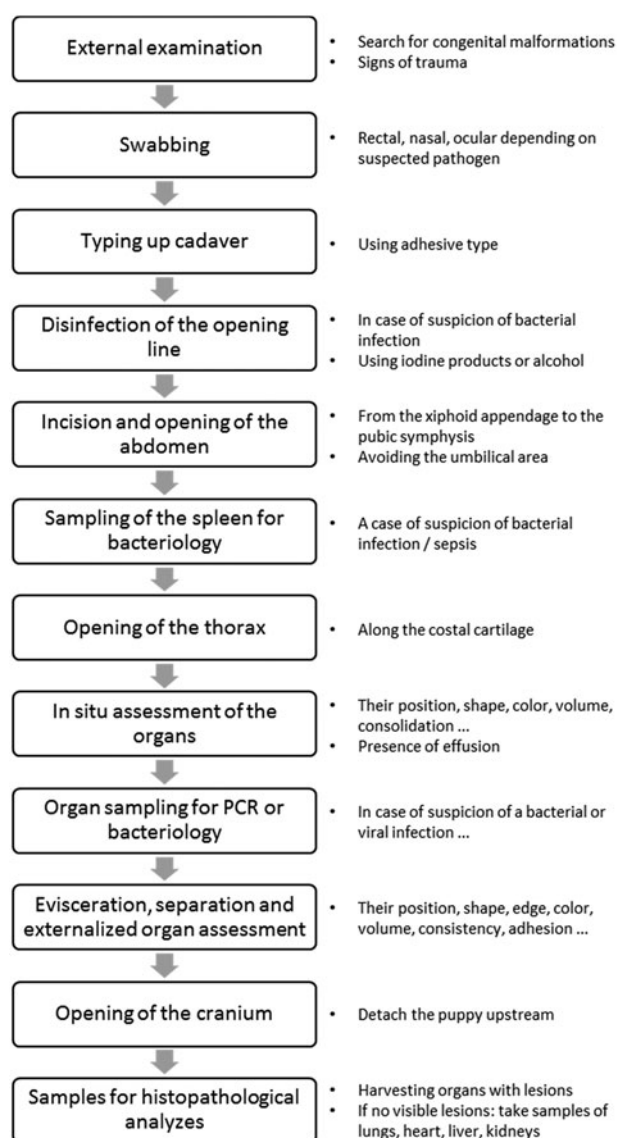 External examination
• Search for congenital malformations
• Signs of trauma
Swabbing
• Rectal, nasal, ocular depending on
suspected pathogen
Typing up cadaver
• Using adhesive type
Disinfection of the opening
line
• In case of suspicion of bacterial
infection
• Using iodine products or alcohol
Incision and opening of the
abdomen
• From the xiphoid appendage to the
pubic symphysis
• Avoiding the umbilical area
Sampling of the spleen for
bacteriology
• A case of suspicion of bacterial
infection / sepsis
Opening of the thorax
• Along the costal cartilage
In situ assessment of the
organs
• Their position, shape, color, volume,
consolidation ...
• Presence of effusion
Organ sampling for PCR or
bacteriology
• In case of suspicion of a bacterial or
viral infection ...
Evisceration, separation and
externalized organ assessment
• Their position, shape, edge, color,
volume, consistency, adhesion ...
Opening of the cranium
• Detach the puppy upstream
Samples for histopathological
analyzes
• Harvesting organs with lesions
• If no visible lesions: take samples of
lungs, heart, liver, kidneys